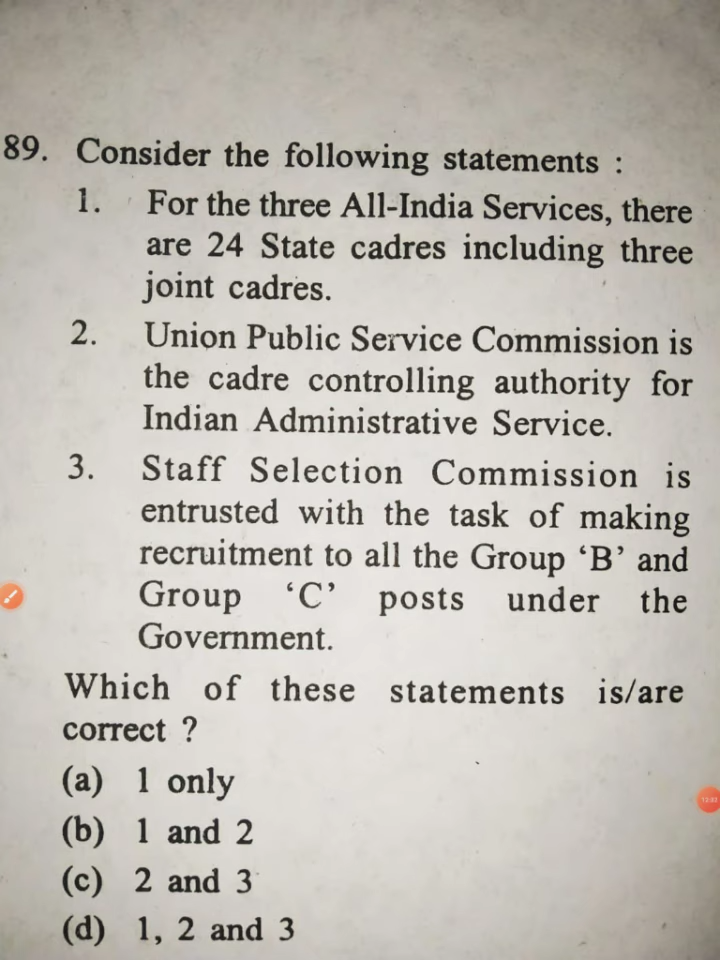 89. Consider the following statements :
1. For the three All-India Services, there
are 24 State cadres including three
joint cadres.
2. Union Public Service Commission is
the cadre controlling authority for
Indian Administrative Service.
3. Staff Selection Commission is
entrusted with the task of making
recruitment to all the Group ‘B’ and
Group ‘C’ posts under the
Government.
Which of these statements is/are
correct ?
(a) 1 only
(b) 1 and 2
(c) 2 and 3
(d) 1, 2 and 3